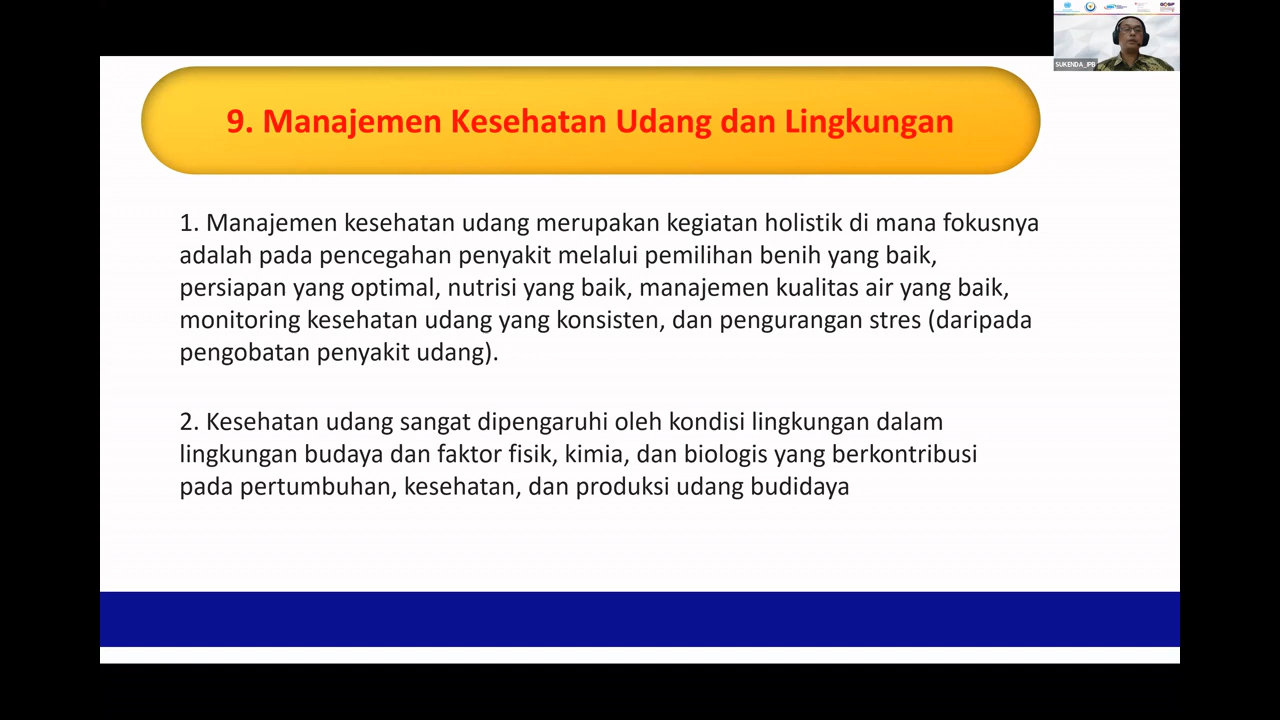 SUKENDA_IPB
9. Manajemen Kesehatan Udang dan Lingkungan
1. Manajemen kesehatan udang merupakan kegiatan holistik di mana fokusnya
adalah pada pencegahan penyakit melalui pemilihan benih yang baik,
persiapan yang optimal, nutrisi yang baik, manajemen kualitas air yang baik,
monitoring kesehatan udang yang konsisten, dan pengurangan stres (daripada
pengobatan penyakit udang).
2. Kesehatan udang sangat dipengaruhi oleh kondisi lingkungan dalam
lingkungan budaya dan faktor fisik, kimia, dan biologis yang berkontribusi
pada pertumbuhan, kesehatan, dan produksi udang budidaya